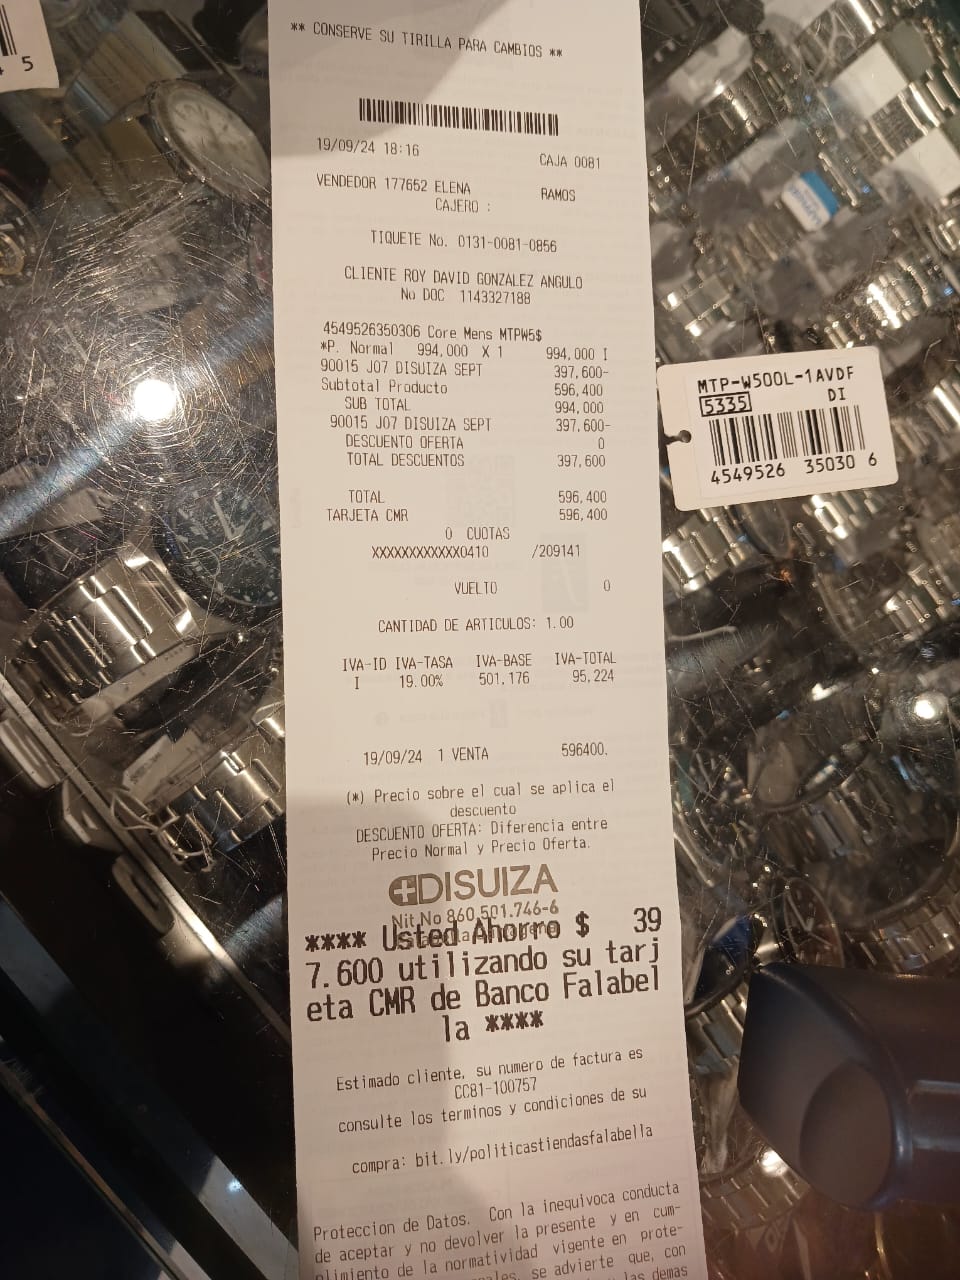 4 5
** CONSERVE SU TIRILLA PARA CAMBIOS **
19/09/24 18:16 CAJA 0081
VENDEDOR 177652 ELENA RAMOS
CAJERO :
TIQUETE No. 0131-0081-0856
CLIENTE ROY DAVID GONZALEZ ANGULO
No DOC 1143327188
4549526350306 Core Mens MTPW5$
*P. Normal 994,000 X 1 994,000 I
90015 J07 DISUIZA SEPT 397,600-
Subtotal Producto 596,400
SUB TOTAL 994,000
90015 J07 DISUIZA SEPT 397,600-
DESCUENTO OFERTA 0
TOTAL DESCUENTOS 397,600
TOTAL 596,400
TARJETA CMR 596,400
0 CUOTAS
XXXXXXXXXXXX0410 /209141
VUELTO 0
CANTIDAD DE ARTICULOS: 1.00
IVA-ID IVA-TASA IVA-BASE IVA-TOTAL
I 19.00% 501,176 95,224
19/09/24 1 VENTA 596400.
(*) Precio sobre el cual se aplica el
descuento
DESCUENTO OFERTA: Diferencia entre
Precio Normal y Precio Oferta.
DISUIZA
Nit.No 860.501.746-6
**** Usted Ahorro $ 39
7.600 utilizando su tarj
eta CMR de Banco Falabel
la ****
Estimado cliente, su numero de factura es
CC81-100757
consulte los terminos y condiciones de su
compra: bit.ly/politicastiendasfalabella
Proteccion de Datos. Con la inequivoca conducta
de aceptar y no devolver la presente y en cum-
plimiento de la normatividad vigente en prote-
se advierte que, con
las demas
MTP-W500L-1AVDF
5335 DI
4549526 35030 6